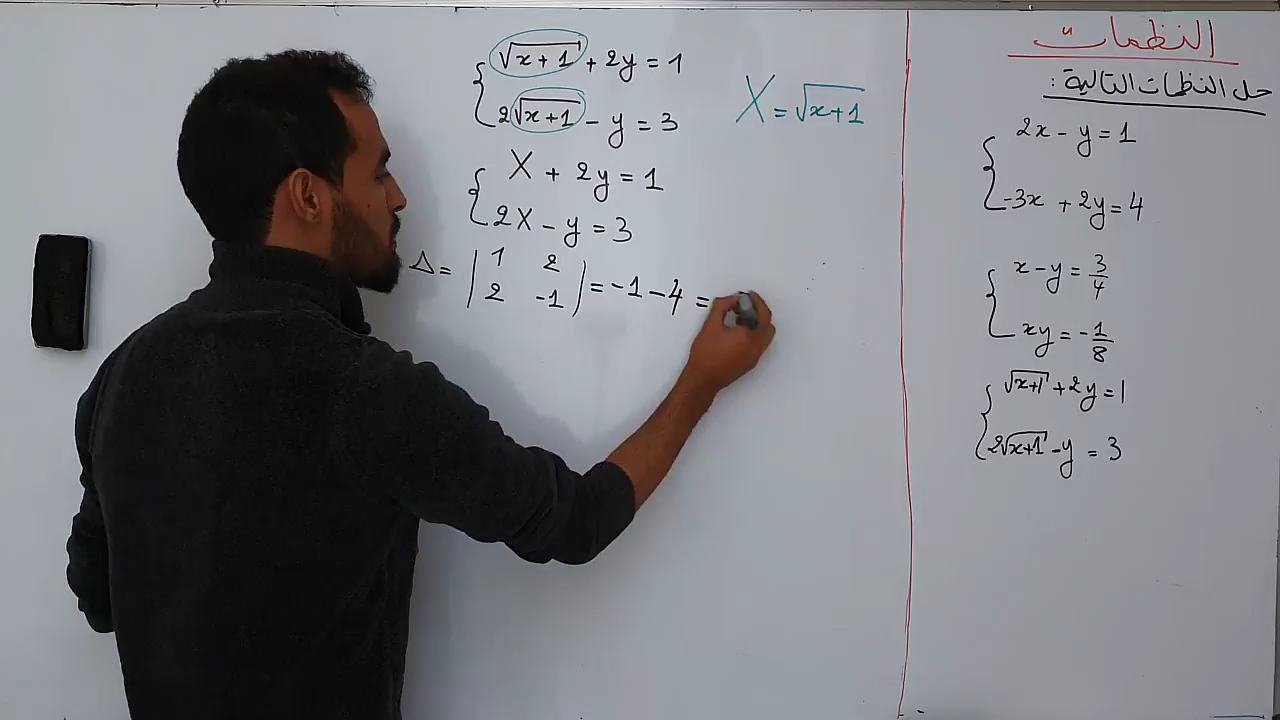 النظمات
حل النظمات التالية :
2x - y = 1
-3x + 2y = 4
x - y = 3/4
xy = -1/8
√x+1 + 2y = 1
2√x+1 - y = 3
√x+1 + 2y = 1
2√x+1 - y = 3
X = √x+1
X + 2y = 1
2X - y = 3
Δ = | 1 2 |
| 2 -1 | = -1 - 4 =